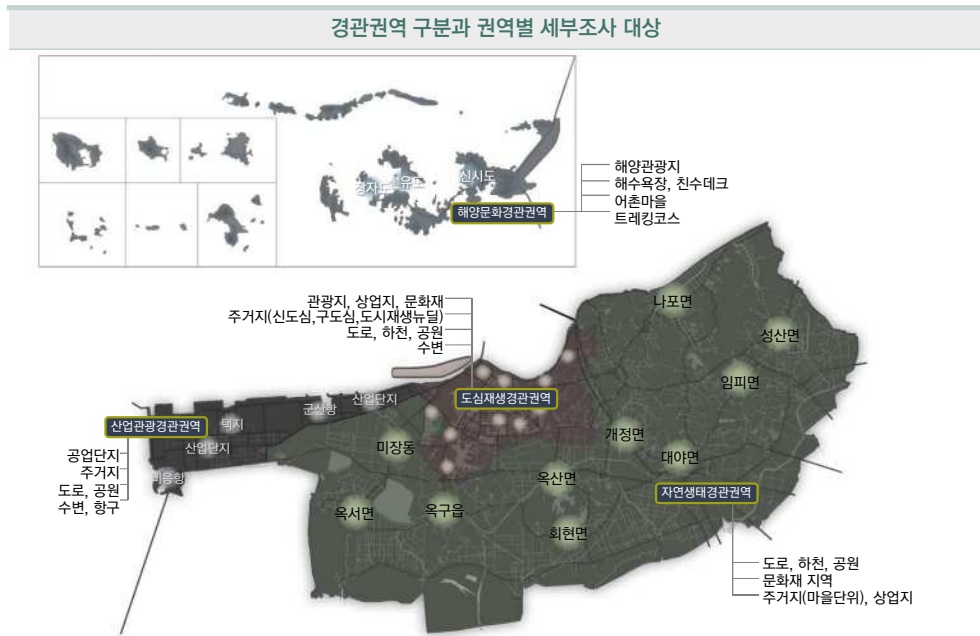 경관권역 구분과 권역별 세부조사 대상
장자도
선유도
신시도
해양문화경관권역
해양관광지
해수욕장, 친수데크
어촌마을
트레킹코스
관광지, 상업지, 문화재
주거지(신도심,구도심,도시재생뉴딜)
도로, 하천, 공원
수변
나포면
성산면
임피면
도심재생경관권역
산업단지
군산항
택지
산업관광경관권역
산업단지
비응항
공업단지
주거지
도로, 공원
수변, 항구
미장동
개정면
대야면
옥산면
자연생태경관권역
옥서면
옥구읍
회현면
도로, 하천, 공원
문화재 지역
주거지(마을단위), 상업지